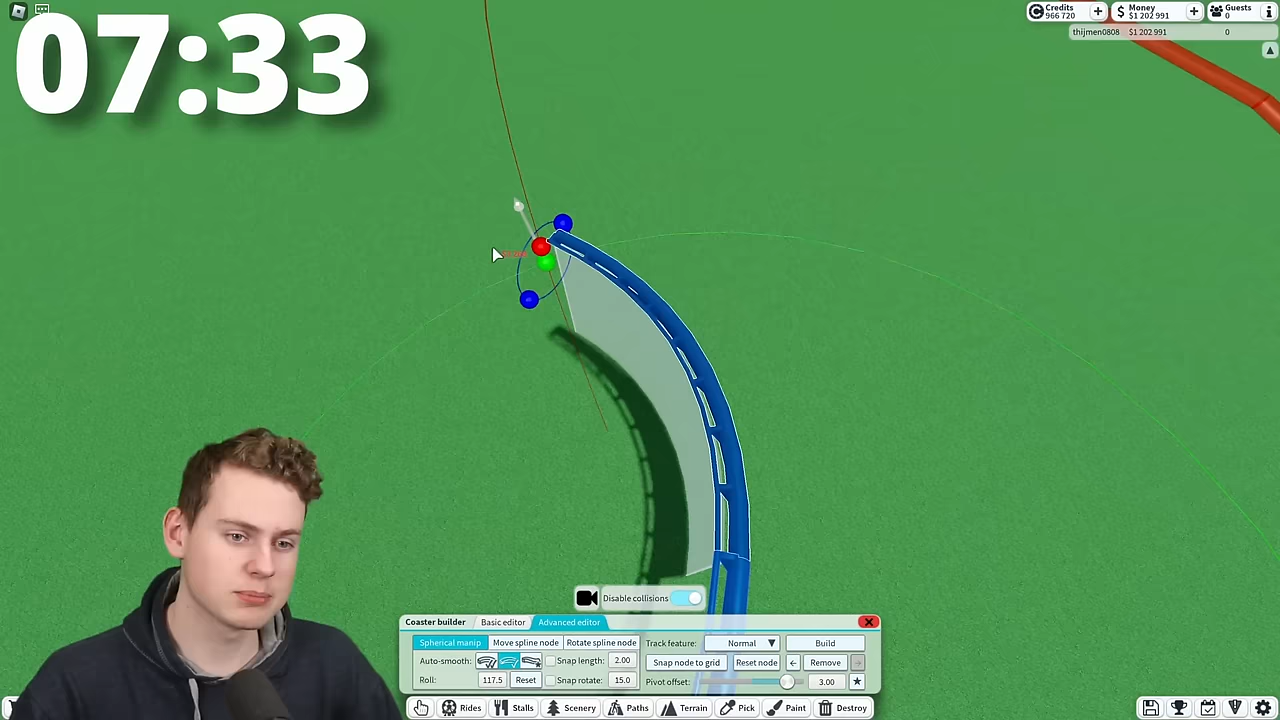 07:33
Credits
966 720
+
$ Money
$1 202 991
+
Guests
0
thijmen0808 $1 202 991 0
Disable collisions
Coaster builder Basic editor Advanced editor
Spherical manip Move spline node Rotate spline node Track feature: Normal Build
Auto-smooth: Snap length: 2.00 Snap node to grid Reset node Remove
Roll: 117.5 Reset Snap rotate: 15.0 Pivot offset: 3.00
Rides Stalls Scenery Paths Terrain Pick Paint Destroy